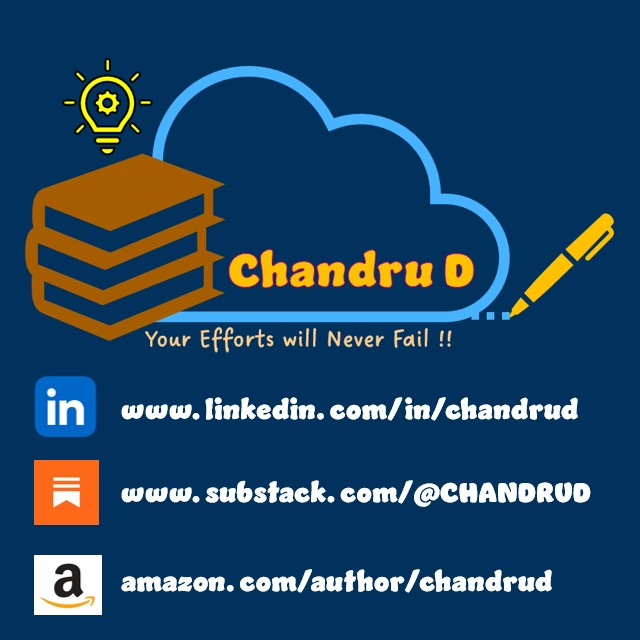 Chandru D
Your Efforts will Never Fail !!
in
www.linkedin.com/in/chandrud
www.substack.com/@CHANDRUD
a
amazon.com/author/chandrud